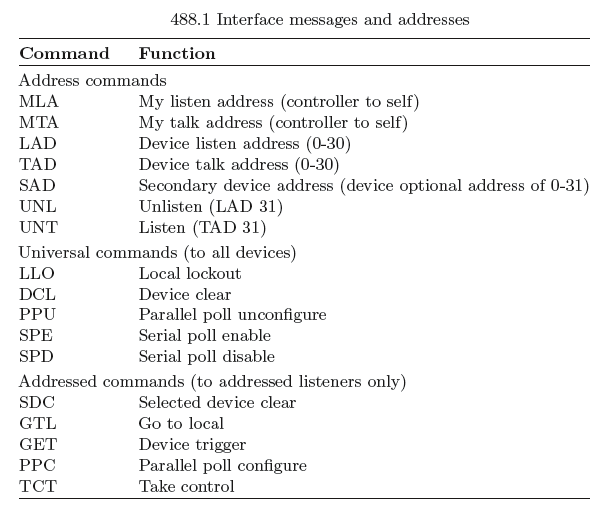 488.1 Interface messages and addresses
Command Function
Address commands
MLA My listen address (controller to self)
MTA My talk address (controller to self)
LAD Device listen address (0-30)
TAD Device talk address (0-30)
SAD Secondary device address (device optional address of 0-31)
UNL Unlisten (LAD 31)
UNT Listen (TAD 31)
Universal commands (to all devices)
LLO Local lockout
DCL Device clear
PPU Parallel poll unconfigure
SPE Serial poll enable
SPD Serial poll disable
Addressed commands (to addressed listeners only)
SDC Selected device clear
GTL Go to local
GET Device trigger
PPC Parallel poll configure
TCT Take control